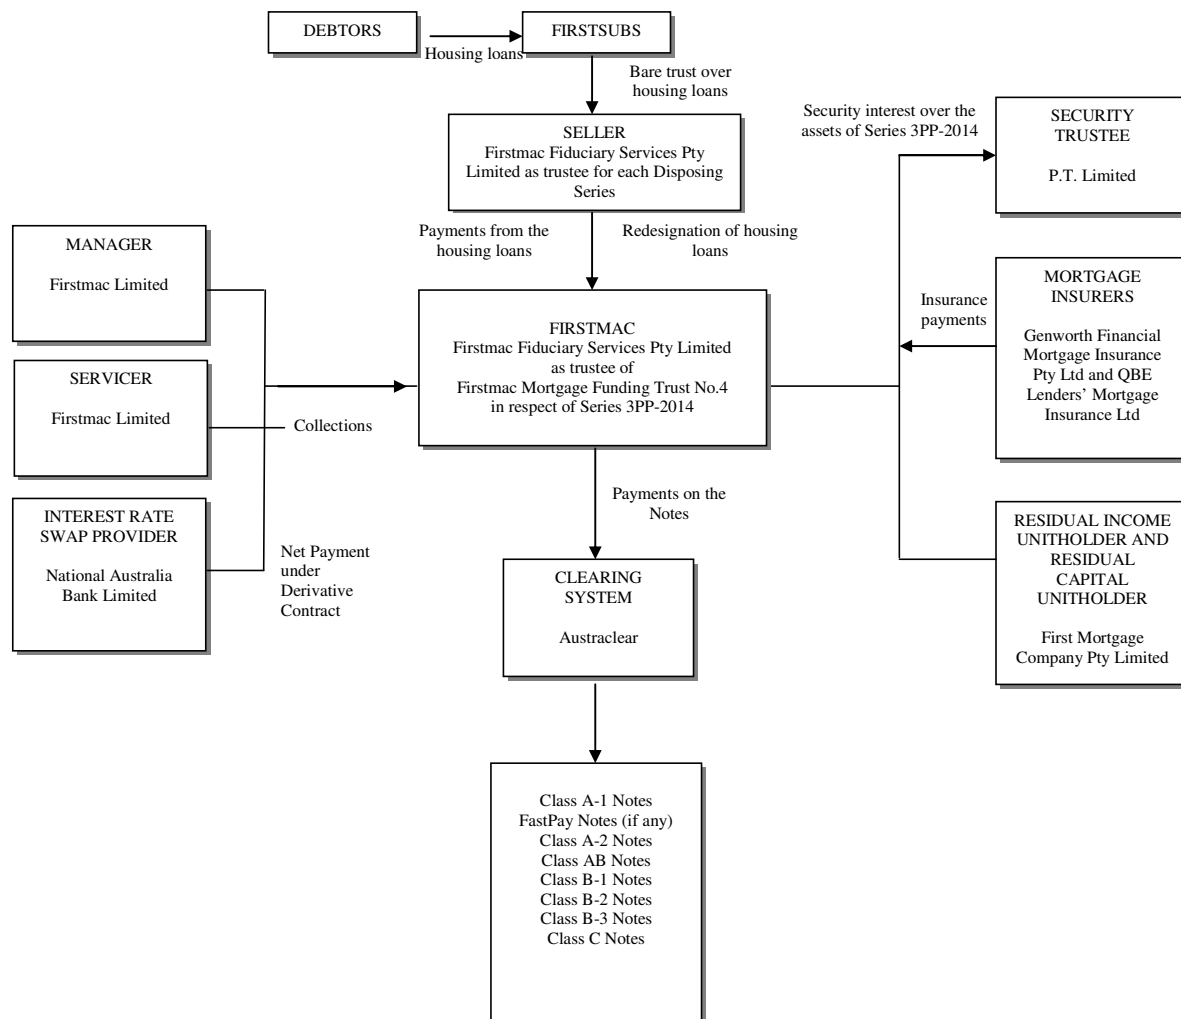 DEBTORS
FIRSTSUBS
Housing loans
Bare trust over
housing loans
SELLER
Firstmac Fiduciary Services Pty
Limited as trustee for each Disposing
Series
Security interest over the
assets of Series 3PP-2014
SECURITY
TRUSTEE
P.T. Limited
Payments from the
housing loans
Redesignation of housing
loans
MANAGER
Firstmac Limited
SERVICER
Firstmac Limited
INTEREST RATE
SWAP PROVIDER
National Australia
Bank Limited
Collections
Net Payment
under
Derivative
Contract
FIRSTMAC
Firstmac Fiduciary Services Pty Limited
as trustee of
Firstmac Mortgage Funding Trust No.4
in respect of Series 3PP-2014
Insurance
payments
MORTGAGE
INSURERS
Genworth Financial
Mortgage Insurance
Pty Ltd and QBE
Lenders' Mortgage
Insurance Ltd
RESIDUAL INCOME
UNITHOLDER AND
RESIDUAL
CAPITAL
UNITHOLDER
First Mortgage
Company Pty Limited
Payments on the
Notes
CLEARING
SYSTEM
Austraclear
Class A-1 Notes
FastPay Notes (if any)
Class A-2 Notes
Class AB Notes
Class B-1 Notes
Class B-2 Notes
Class B-3 Notes
Class C Notes